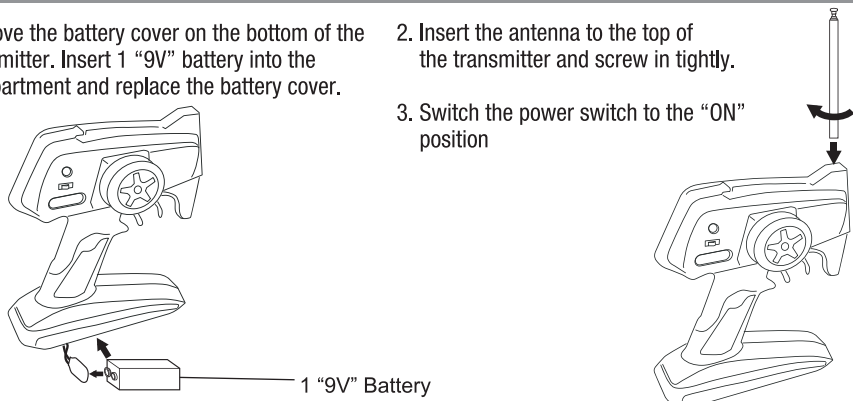 ove the battery cover on the bottom of the
mitter. Insert 1 “9V” battery into the
partment and replace the battery cover.
2. Insert the antenna to the top of
the transmitter and screw in tightly.
3. Switch the power switch to the “ON”
position
1 “9V” Battery